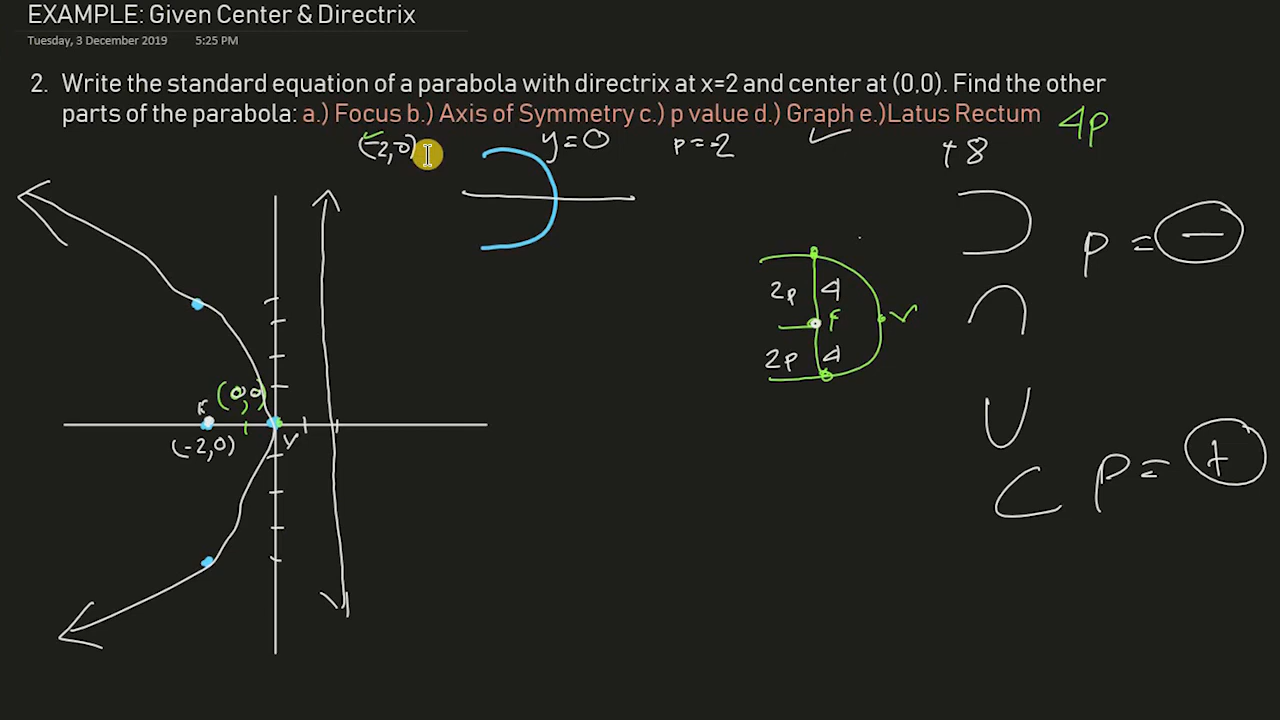 EXAMPLE: Given Center & Directrix
Tuesday, 3 December 2019 5:25 PM
2. Write the standard equation of a parabola with directrix at x=2 and center at (0,0). Find the other
parts of the parabola: a.) Focus b.) Axis of Symmetry c.) p value d.) Graph e.)Latus Rectum 4p
(-2,0) y=0 p=-2 +8
p = -
2p 4
F V
2p 4
(0,0)
F
(-2,0) V
p = +